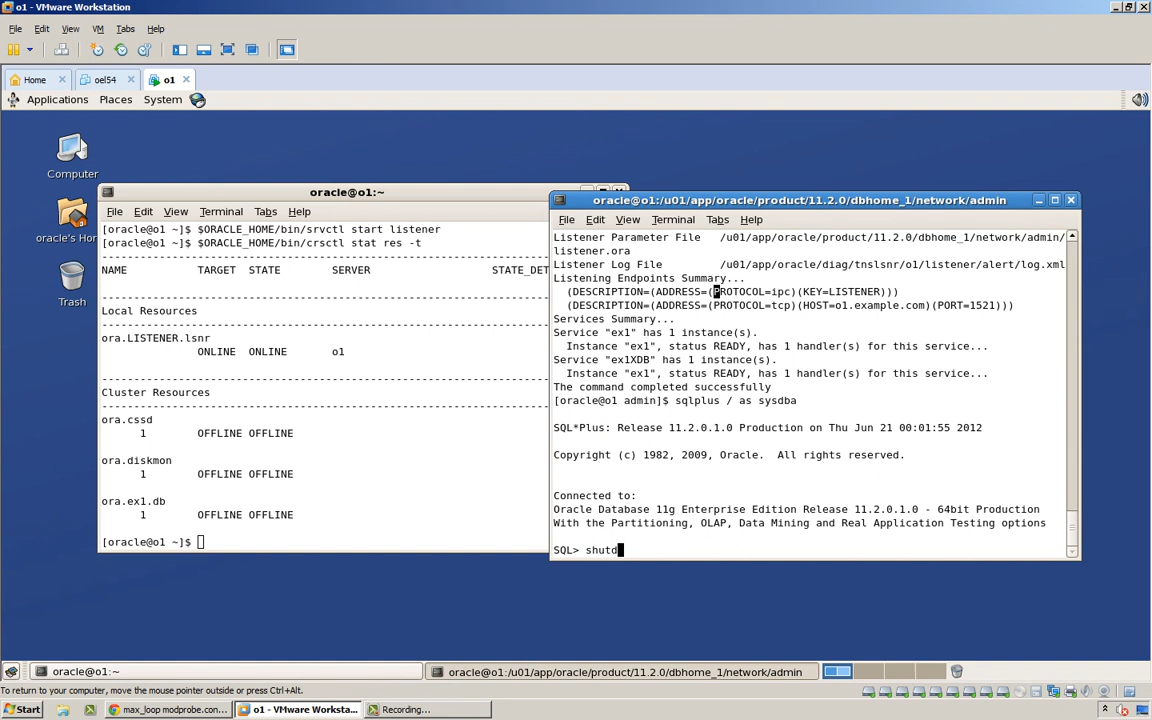 o1 - VMware Workstation
File Edit View VM Tabs Help
Home oel54 o1
Applications Places System
Computer
oracle's Hor
Trash
oracle@o1:~
File Edit View Terminal Tabs Help
[oracle@o1 ~]$ $ORACLE_HOME/bin/srvctl start listener
[oracle@o1 ~]$ $ORACLE_HOME/bin/crsctl stat res -t
--------------------------------------------------------------------
NAME TARGET STATE SERVER STATE_DET
--------------------------------------------------------------------
Local Resources
--------------------------------------------------------------------
ora.LISTENER.lsnr
ONLINE ONLINE o1
--------------------------------------------------------------------
Cluster Resources
--------------------------------------------------------------------
ora.cssd
1 OFFLINE OFFLINE
ora.diskmon
1 OFFLINE OFFLINE
ora.ex1.db
1 OFFLINE OFFLINE
[oracle@o1 ~]$
oracle@o1:/u01/app/oracle/product/11.2.0/dbhome_1/network/admin
File Edit View Terminal Tabs Help
Listener Parameter File /u01/app/oracle/product/11.2.0/dbhome_1/network/admin/
listener.ora
Listener Log File /u01/app/oracle/diag/tnslsnr/o1/listener/alert/log.xml
Listening Endpoints Summary...
(DESCRIPTION=(ADDRESS=(PROTOCOL=ipc)(KEY=LISTENER)))
(DESCRIPTION=(ADDRESS=(PROTOCOL=tcp)(HOST=o1.example.com)(PORT=1521)))
Services Summary...
Service "ex1" has 1 instance(s).
Instance "ex1", status READY, has 1 handler(s) for this service...
Service "ex1XDB" has 1 instance(s).
Instance "ex1", status READY, has 1 handler(s) for this service...
The command completed successfully
[oracle@o1 admin]$ sqlplus / as sysdba
SQL*Plus: Release 11.2.0.1.0 Production on Thu Jun 21 00:01:55 2012
Copyright (c) 1982, 2009, Oracle. All rights reserved.
Connected to:
Oracle Database 11g Enterprise Edition Release 11.2.0.1.0 - 64bit Production
With the Partitioning, OLAP, Data Mining and Real Application Testing options
SQL> shutd
oracle@o1:~
oracle@o1:/u01/app/oracle/product/11.2.0/dbhome_1/network/admin
To return to your computer, move the mouse pointer outside or press Ctrl+Alt.
Start max_loop modprobe.con... o1 - VMware Worksta... Recording...